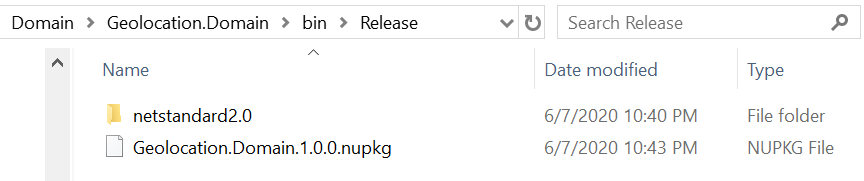 Domain > Geolocation.Domain > bin > Release Search Release
Name Date modified Type
netstandard2.0 6/7/2020 10:40 PM File folder
Geolocation.Domain.1.0.0.nupkg 6/7/2020 10:43 PM NUPKG File